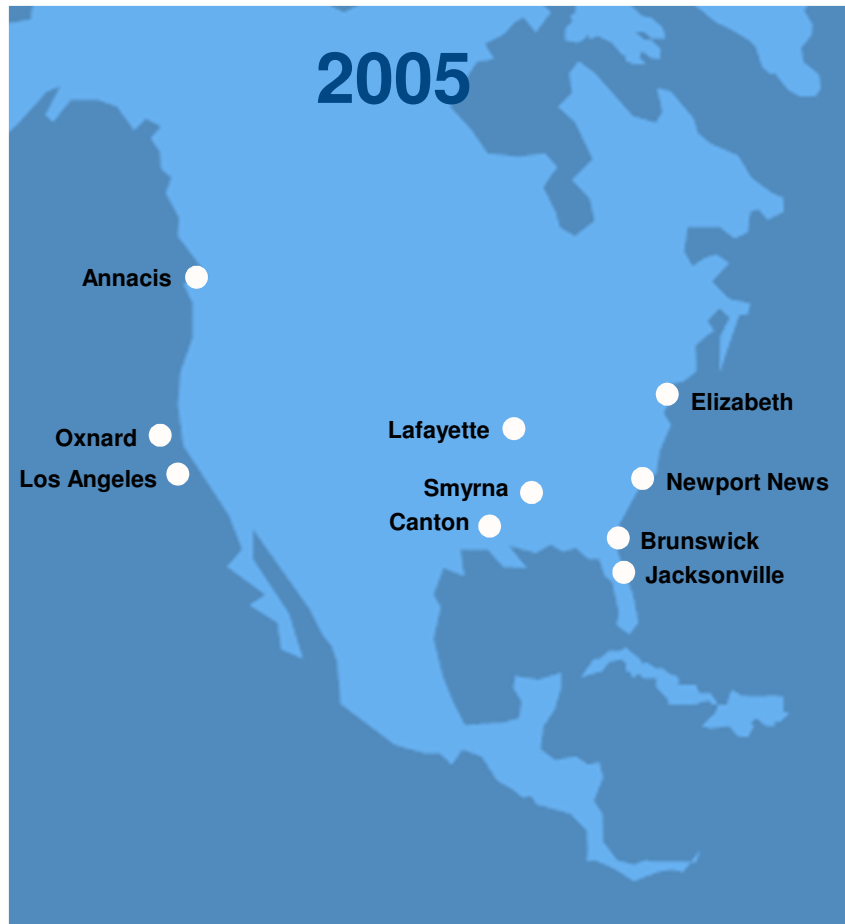 2005
Annacis
Elizabeth
Lafayette
Oxnard
Los Angeles
Newport News
Smyrna
Canton
Brunswick
Jacksonville